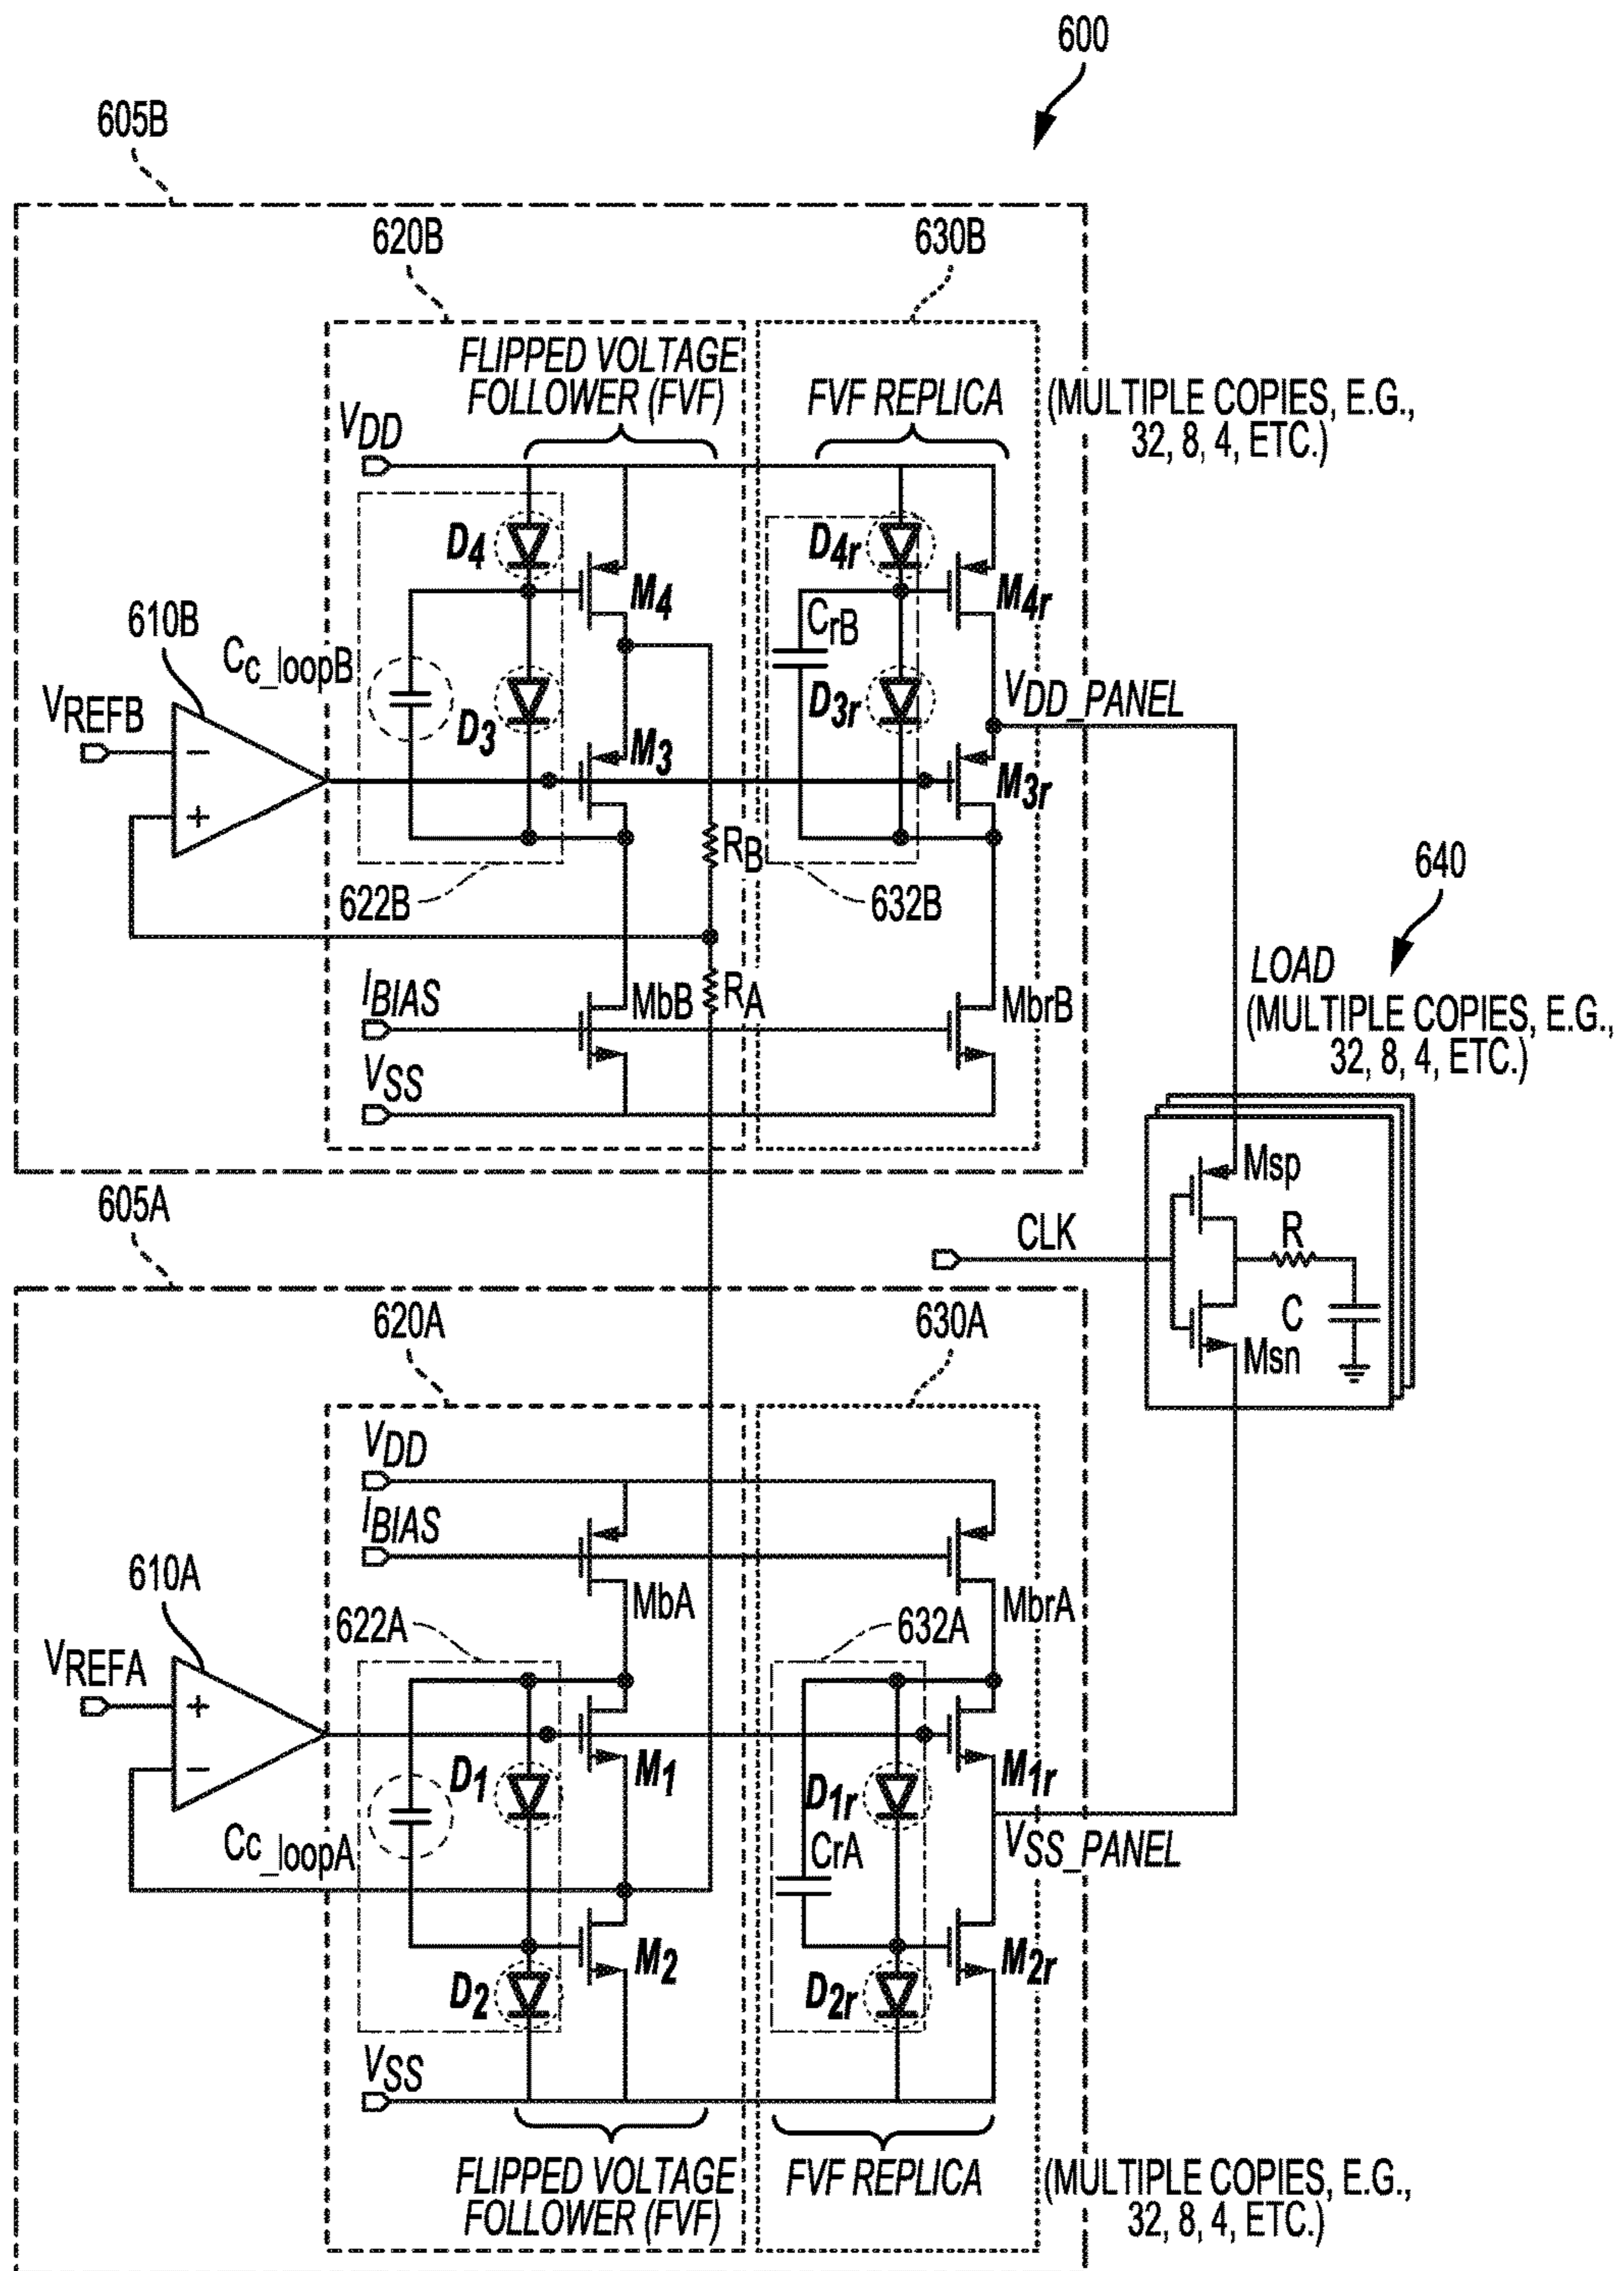 600
605B
620B
630B
FLIPPED VOLTAGE
FOLLOWER (FVF)
FVF REPLICA
(MULTIPLE COPIES, E.G.,
32, 8, 4, ETC.)
VDD
D4
M4
D4r
M4r
610B
Cc_loopB
CrB
VREFB
D3
M3
D3r
M3r
VDD_PANEL
RB
622B
632B
640
RA
IBIAS
MbB
MbrB
LOAD
(MULTIPLE COPIES, E.G.,
32, 8, 4, ETC.)
VSS
605A
Msp
CLK
R
C
Msn
620A
630A
VDD
IBIAS
610A
MbA
MbrA
622A
632A
VREFA
D1
M1
D1r
M1r
Cc_loopA
CrA
VSS_PANEL
D2
M2
D2r
M2r
VSS
FLIPPED VOLTAGE
FOLLOWER (FVF)
FVF REPLICA
(MULTIPLE COPIES, E.G.,
32, 8, 4, ETC.)